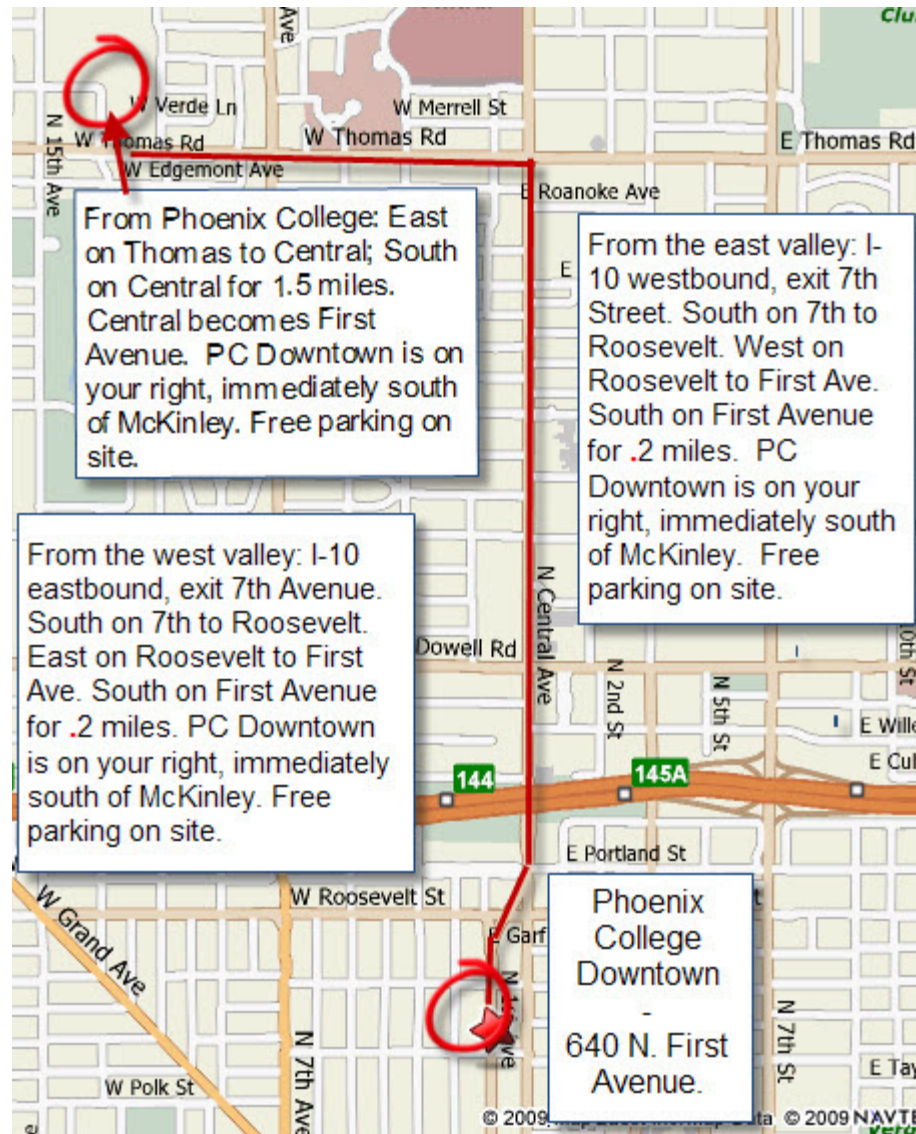 Clu
Ave
W Verde Ln
W Merrell St
N 15th Ave
W Thomas Rd
W Thomas Rd
E Thomas Rd
W Edgemont Ave
E Roanoke Ave
From Phoenix College: East
on Thomas to Central; South
on Central for 1.5 miles.
Central becomes First
Avenue. PC Downtown is on
your right, immediately south
of McKinley. Free parking on
site.
E
From the east valley: I-
10 westbound, exit 7th
Street. South on 7th to
Roosevelt. West on
Roosevelt to First Ave.
South on First Avenue
for .2 miles. PC
Downtown is on your
right, immediately south
of McKinley. Free
parking on site.
From the west valley: I-10
eastbound, exit 7th Avenue.
South on 7th to Roosevelt.
East on Roosevelt to First
Ave. South on First Avenue
for .2 miles. PC Downtown
is on your right, immediately
south of McKinley. Free
parking on site.
N Central Ave
Dowell Rd
N 2nd St
N 5th St
10th St
E Wille
E Cul
144
145A
E Portland St
W Roosevelt St
W Grand Ave
E Garf
Phoenix
College
Downtown
-
640 N. First
Avenue.
N 7th Ave
N 7th St
W Polk St
E Tay
© 2009
© 2009 NAVTE